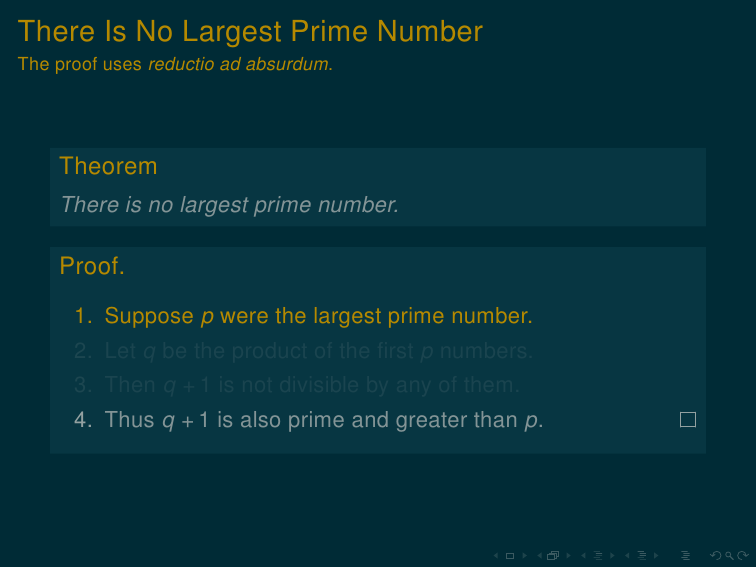 There Is No Largest Prime Number
The proof uses reductio ad absurdum.
Theorem
There is no largest prime number.
Proof.
1. Suppose p were the largest prime number.
2. Let q be the product of the first p numbers.
3. Then q + 1 is not divisible by any of them.
4. Thus q + 1 is also prime and greater than p.